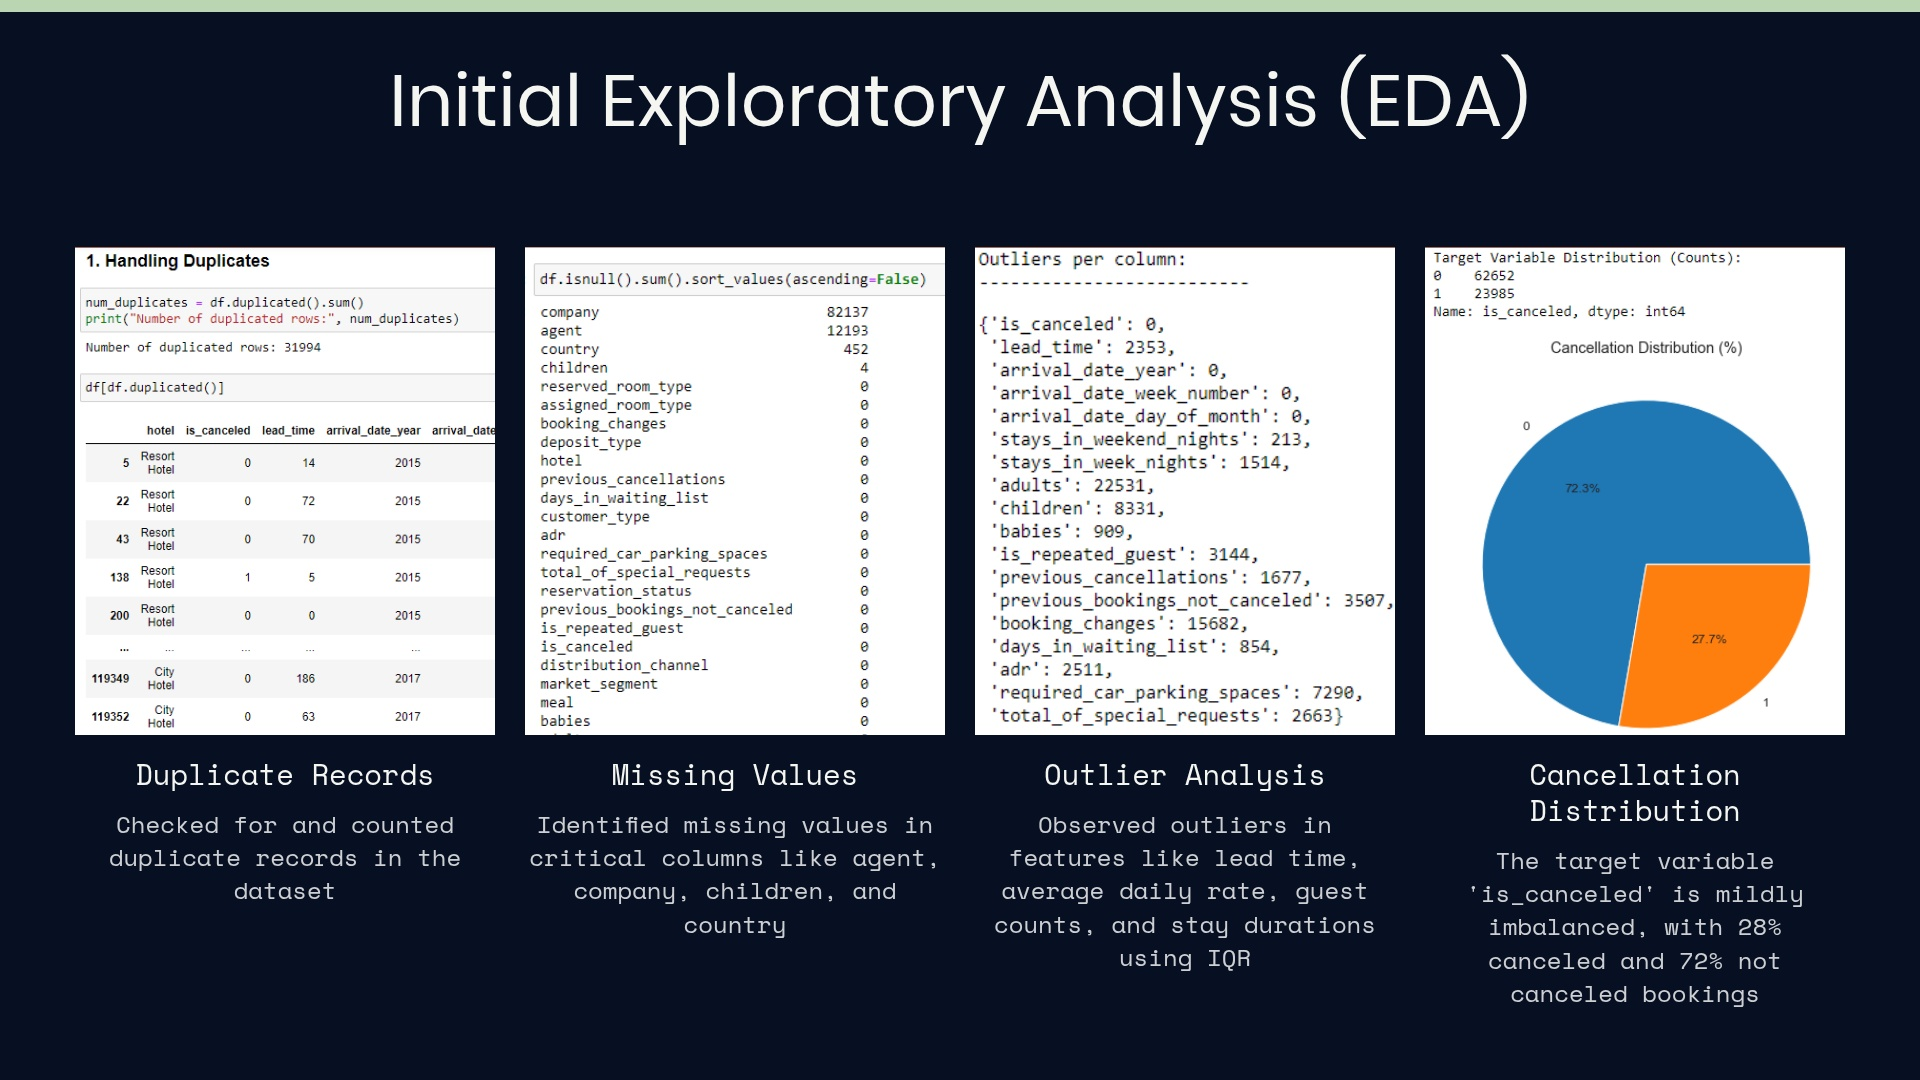 Initial Exploratory Analysis (EDA)
1. Handling Duplicates
num_duplicates = df.duplicated().sum()
print("Number of duplicated rows:", num_duplicates)
Number of duplicated rows: 31994
df[df.duplicated()]
hotel is_canceled lead_time arrival_date_year arrival_date
5 Resort Hotel 0 14 2015
22 Resort Hotel 0 72 2015
43 Resort Hotel 0 70 2015
138 Resort Hotel 1 5 2015
200 Resort Hotel 0 0 2015
... ... ... ... ...
119349 City Hotel 0 186 2017
119352 City Hotel 0 63 2017
Duplicate Records
Checked for and counted
duplicate records in the
dataset
df.isnull().sum().sort_values(ascending=False)
company 82137
agent 12193
country 452
children 4
reserved_room_type 0
assigned_room_type 0
booking_changes 0
deposit_type 0
hotel 0
previous_cancellations 0
days_in_waiting_list 0
customer_type 0
adr 0
required_car_parking_spaces 0
total_of_special_requests 0
reservation_status 0
previous_bookings_not_canceled 0
is_repeated_guest 0
is_canceled 0
distribution_channel 0
market_segment 0
meal 0
babies 0
Missing Values
Identified missing values in
critical columns like agent,
company, children, and
country
Outliers per column:
--------------------------
{'is_canceled': 0,
'lead_time': 2353,
'arrival_date_year': 0,
'arrival_date_week_number': 0,
'arrival_date_day_of_month': 0,
'stays_in_weekend_nights': 213,
'stays_in_week_nights': 1514,
'adults': 22531,
'children': 8331,
'babies': 909,
'is_repeated_guest': 3144,
'previous_cancellations': 1677,
'previous_bookings_not_canceled': 3507,
'booking_changes': 15682,
'days_in_waiting_list': 854,
'adr': 2511,
'required_car_parking_spaces': 7290,
'total_of_special_requests': 2663}
Outlier Analysis
Observed outliers in
features like lead time,
average daily rate, guest
counts, and stay durations
using IQR
Target Variable Distribution (Counts):
0 62652
1 23985
Name: is_canceled, dtype: int64
Cancellation Distribution (%)
0
72.3%
27.7%
1
Cancellation
Distribution
The target variable
'is_canceled' is mildly
imbalanced, with 28%
canceled and 72% not
canceled bookings